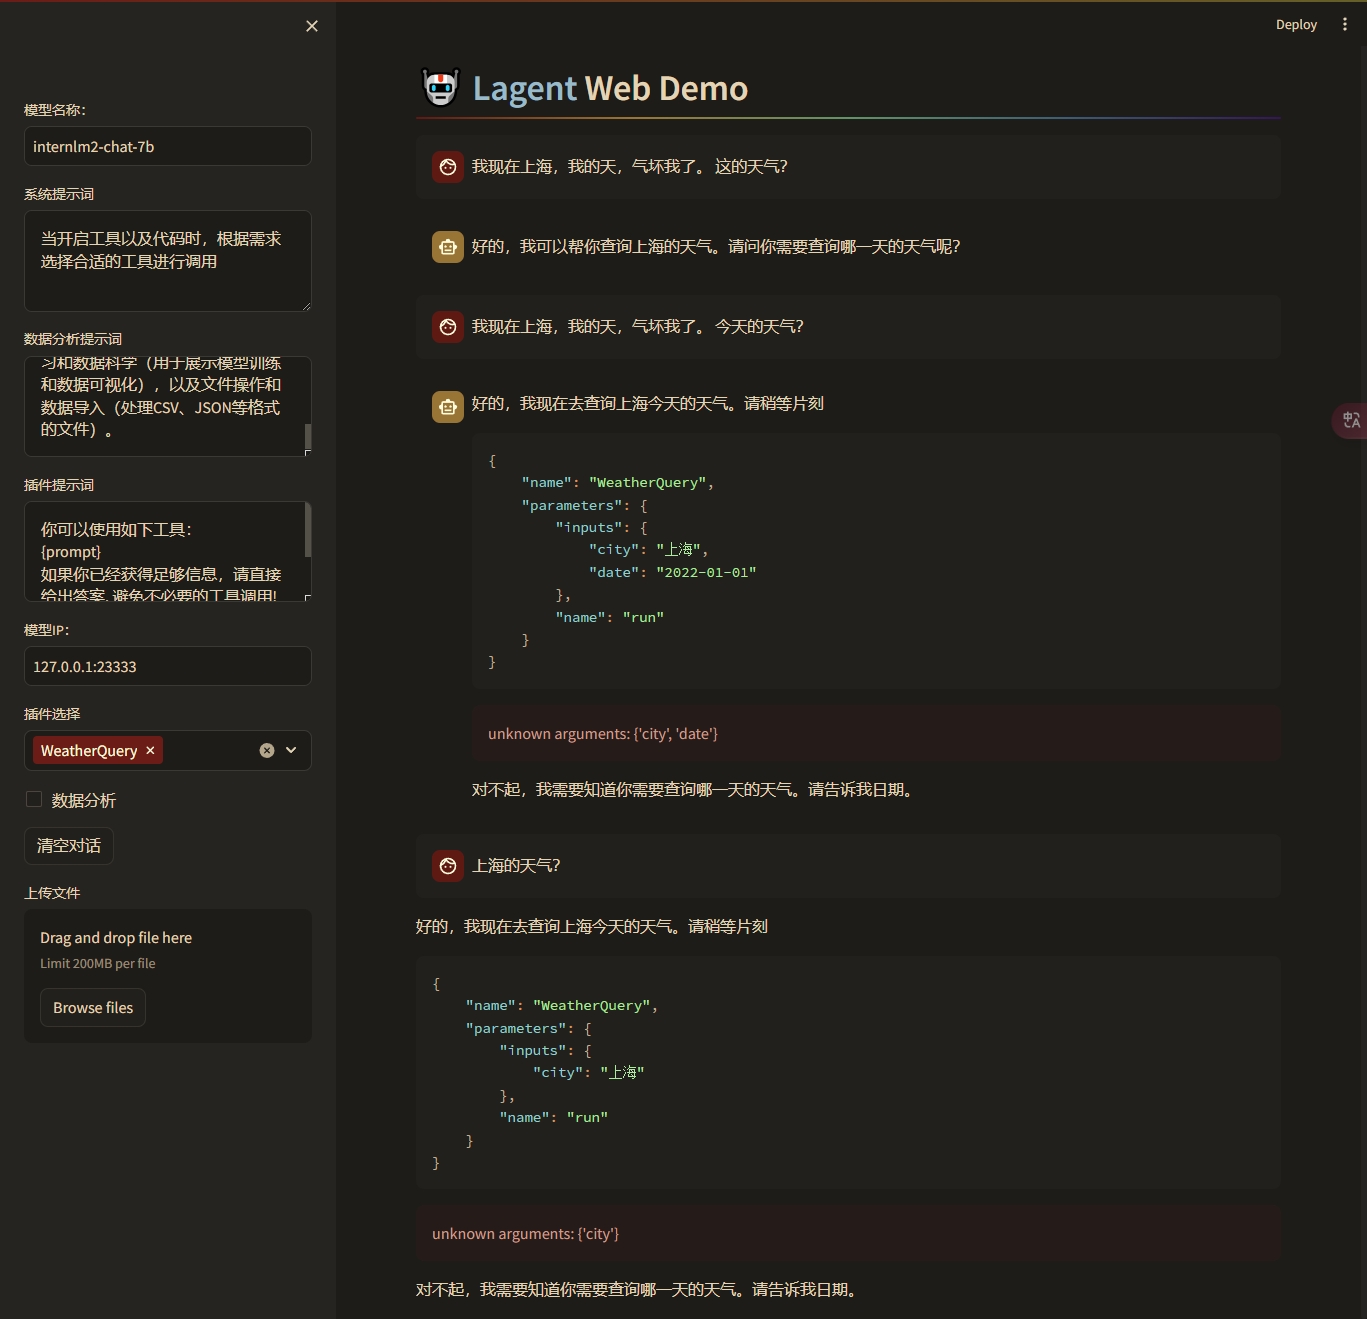 Deploy
模型名称：
internlm2-chat-7b
系统提示词
当开启工具以及代码时，根据需求
选择合适的工具进行调用
数据分析提示词
习和数据科学（用于展示模型训练
和数据可视化），以及文件操作和
数据导入（处理CSV、JSON等格式
的文件）。
插件提示词
你可以使用如下工具：
{prompt}
如果你已经获得足够信息，请直接
给出答案. 避免不必要的工具调用!
模型IP：
127.0.0.1:23333
插件选择
WeatherQuery
数据分析
清空对话
上传文件
Drag and drop file here
Limit 200MB per file
Browse files
Lagent Web Demo
我现在上海，我的天，气坏我了。 这的天气？
好的，我可以帮你查询上海的天气。请问你需要查询哪一天的天气呢？
我现在上海，我的天，气坏我了。 今天的天气？
好的，我现在去查询上海今天的天气。请稍等片刻
{
    "name": "WeatherQuery",
    "parameters": {
        "inputs": {
            "city": "上海",
            "date": "2022-01-01"
        },
        "name": "run"
    }
}
unknown arguments: {'city', 'date'}
对不起，我需要知道你需要查询哪一天的天气。请告诉我日期。
上海的天气？
好的，我现在去查询上海今天的天气。请稍等片刻
{
    "name": "WeatherQuery",
    "parameters": {
        "inputs": {
            "city": "上海"
        },
        "name": "run"
    }
}
unknown arguments: {'city'}
对不起，我需要知道你需要查询哪一天的天气。请告诉我日期。